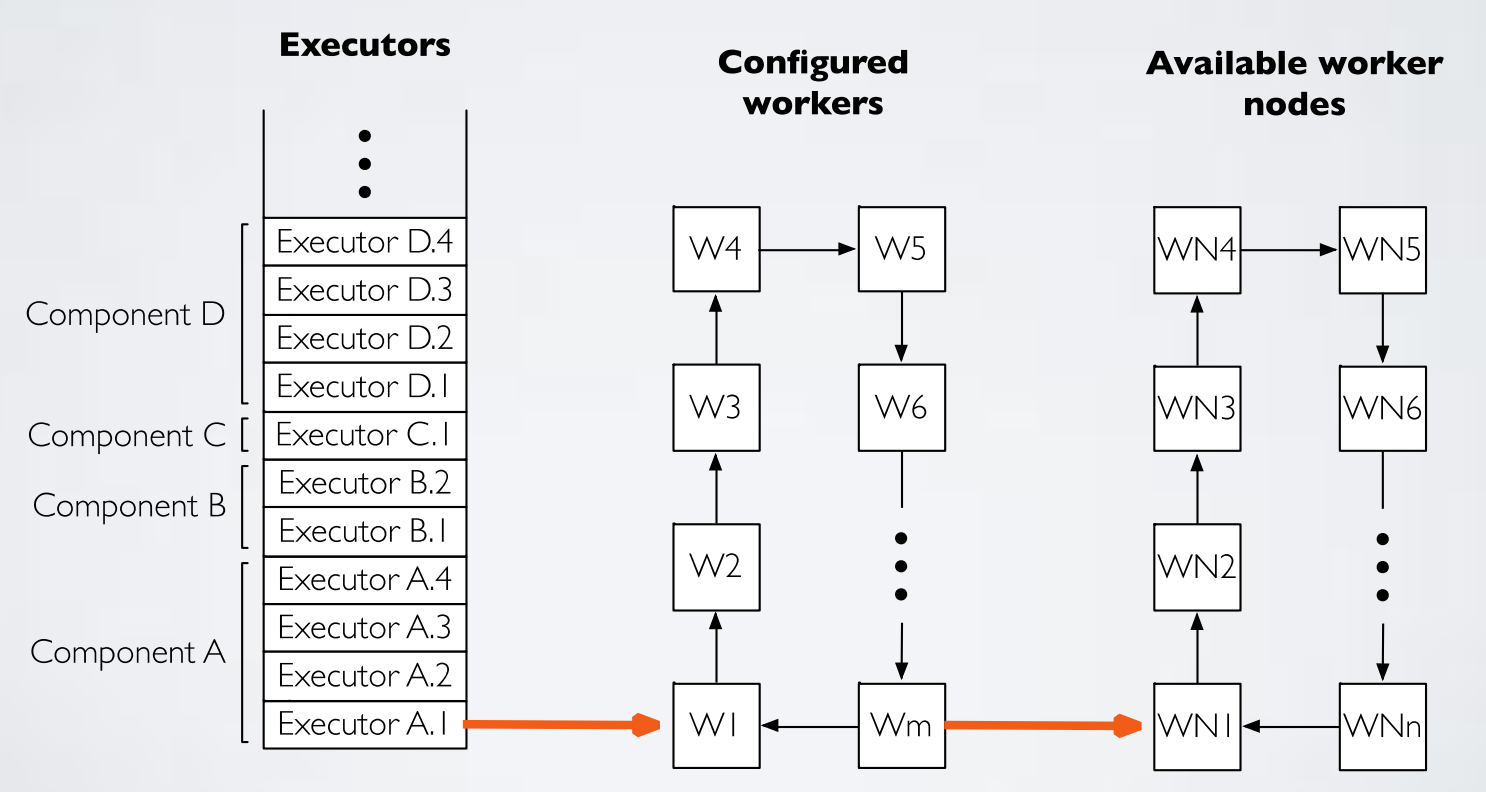 Executors
Configured
workers
Available worker
nodes
Executor D.4
Executor D.3
Executor D.2
Executor D.1
Component D
Executor C.1
Component C
Executor B.2
Executor B.1
Component B
Executor A.4
Executor A.3
Executor A.2
Executor A.1
Component A
W4
W5
W3
W6
W2
W1
Wm
WN4
WN5
WN3
WN6
WN2
WN1
WNn